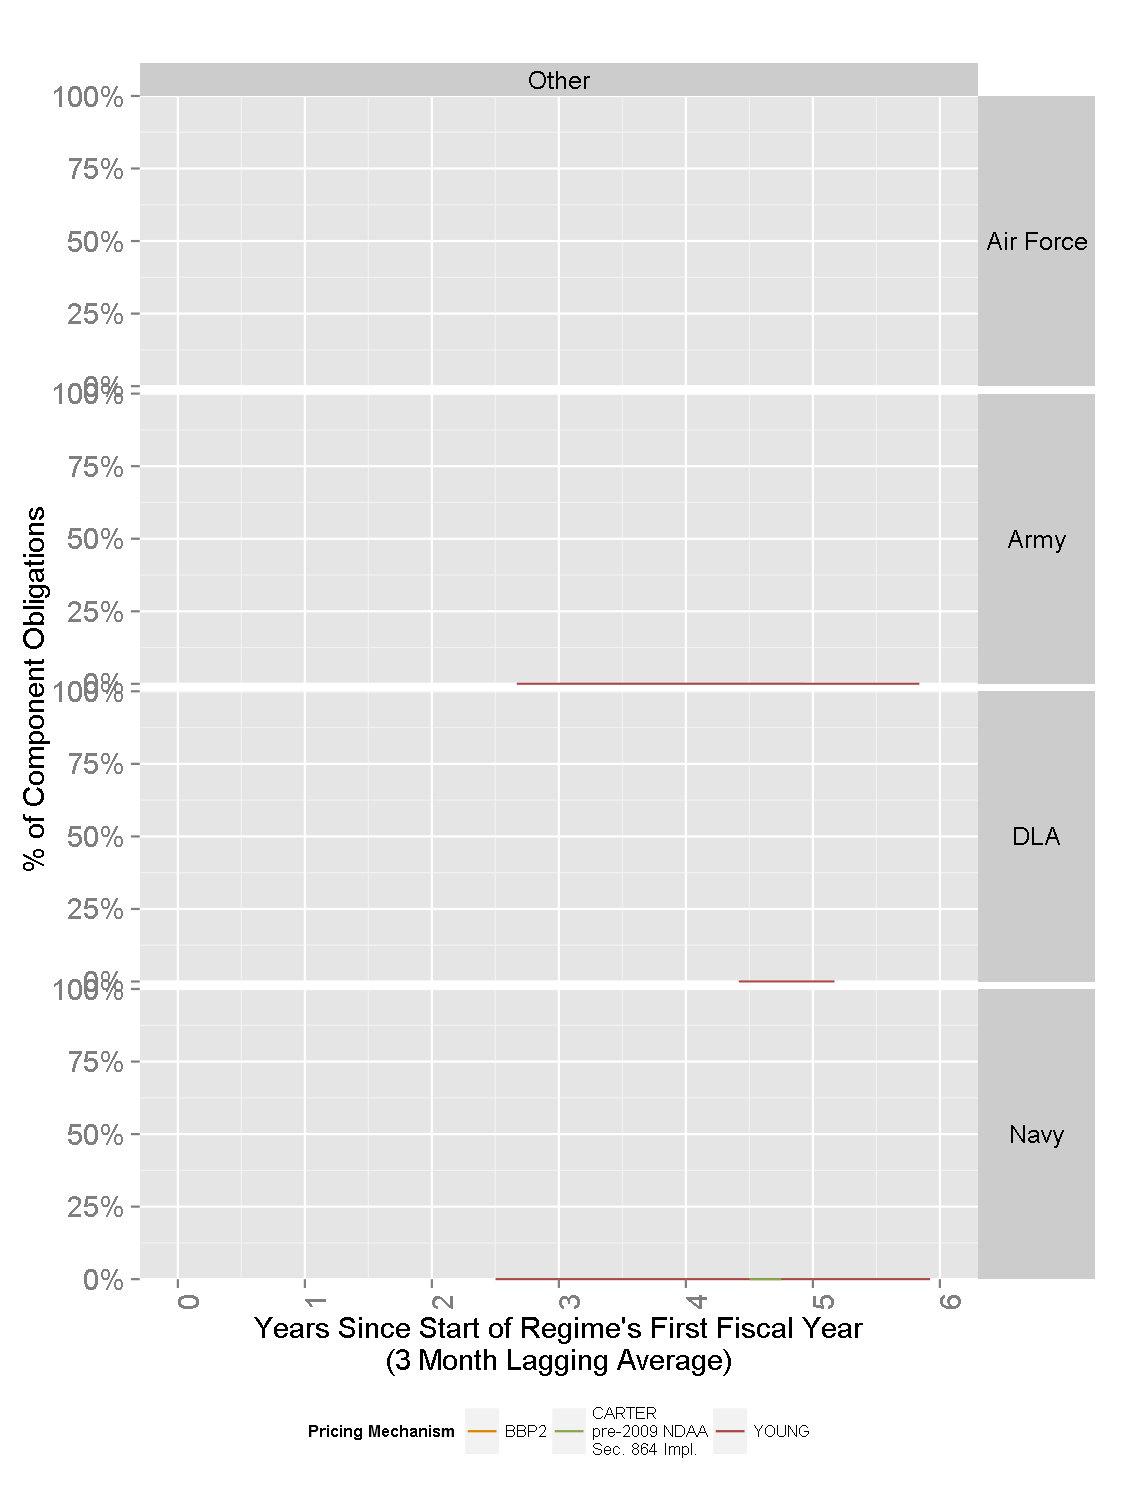 Other
100%
75%
50%
25%
0%
Air Force
100%
75%
50%
25%
0%
Army
100%
75%
50%
25%
0%
DLA
100%
75%
50%
25%
0%
Navy
% of Component Obligations
0 1 2 3 4 5 6
Years Since Start of Regime's First Fiscal Year
(3 Month Lagging Average)
Pricing Mechanism
BBP2
CARTER
pre-2009 NDAA
Sec. 864 Impl.
YOUNG